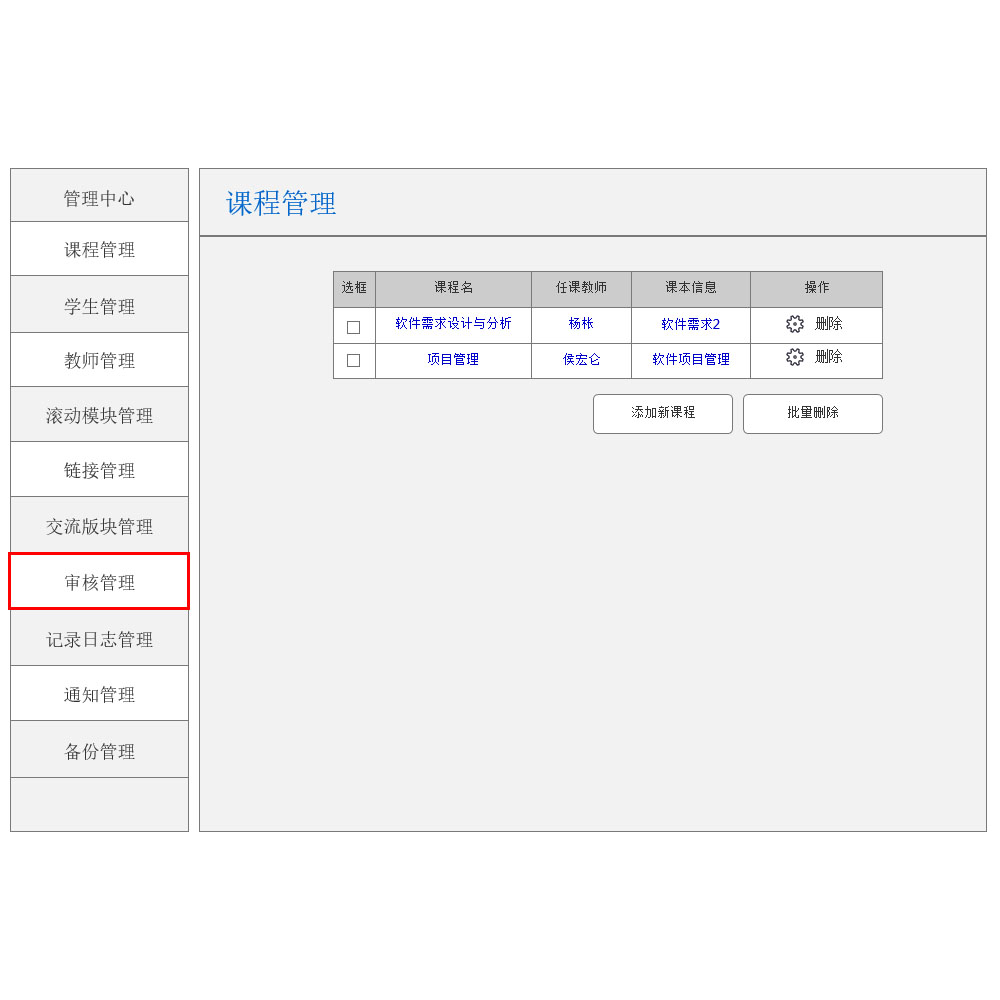 管理中心
课程管理
学生管理
教师管理
滚动模块管理
链接管理
交流版块管理
审核管理
记录日志管理
通知管理
备份管理
课程管理
选框 课程名 任课教师 课本信息 操作
软件需求设计与分析 杨枨 软件需求2 删除
项目管理 侯宏仑 软件项目管理 删除
添加新课程 批量删除